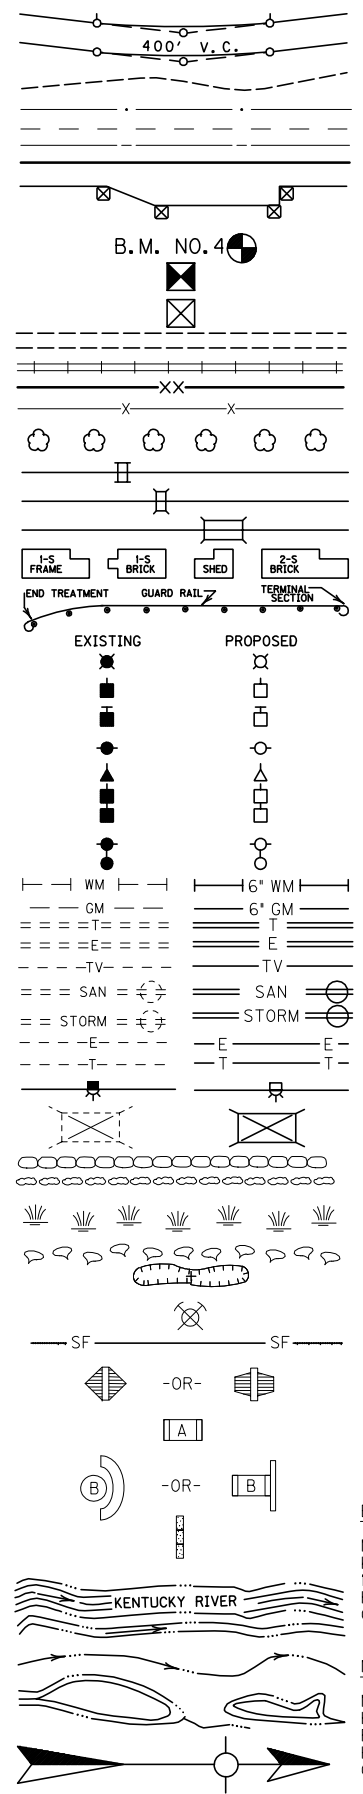 400' V.C.
B.M. NO.4
XX
X X
1-S FRAME
1-S BRICK
SHED
2-S BRICK
END TREATMENT GUARD RAIL TERMINAL SECTION
EXISTING PROPOSED
WM 6" WM
GM 6" GM
T T
E E
TV TV
SAN SAN
STORM STORM
E E E
T T T
SF SF
-OR-
A
B -OR- B
KENTUCKY RIVER